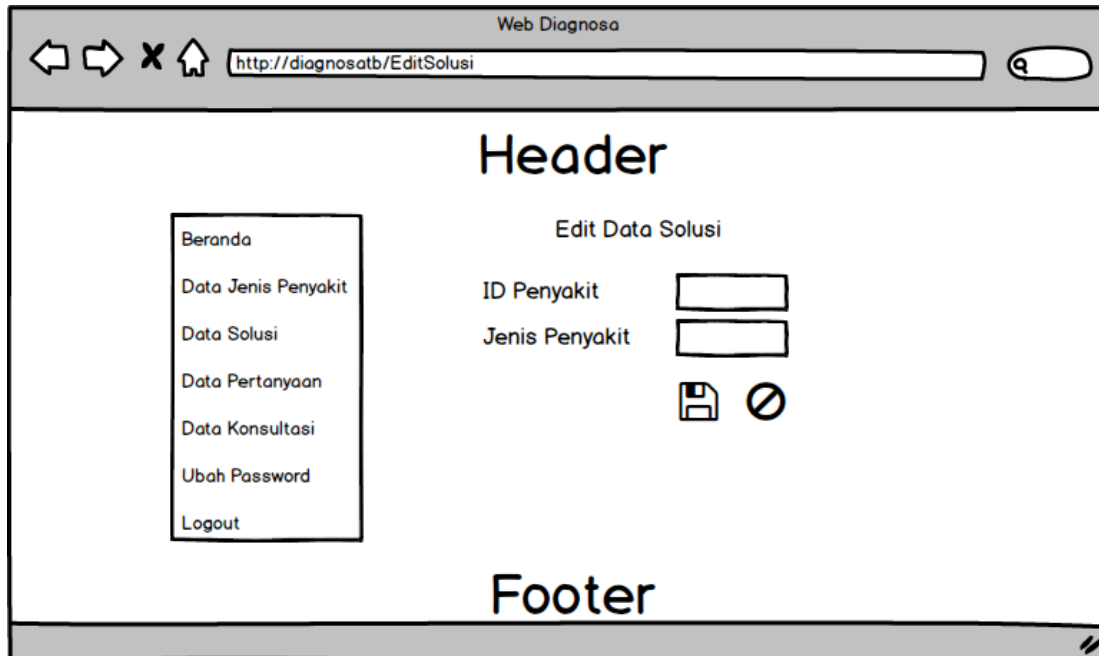 Web Diagnosa
http://diagnosatb/EditSolusi
Header
Beranda
Data Jenis Penyakit
Data Solusi
Data Pertanyaan
Data Konsultasi
Ubah Password
Logout
Edit Data Solusi
ID Penyakit
Jenis Penyakit
Footer